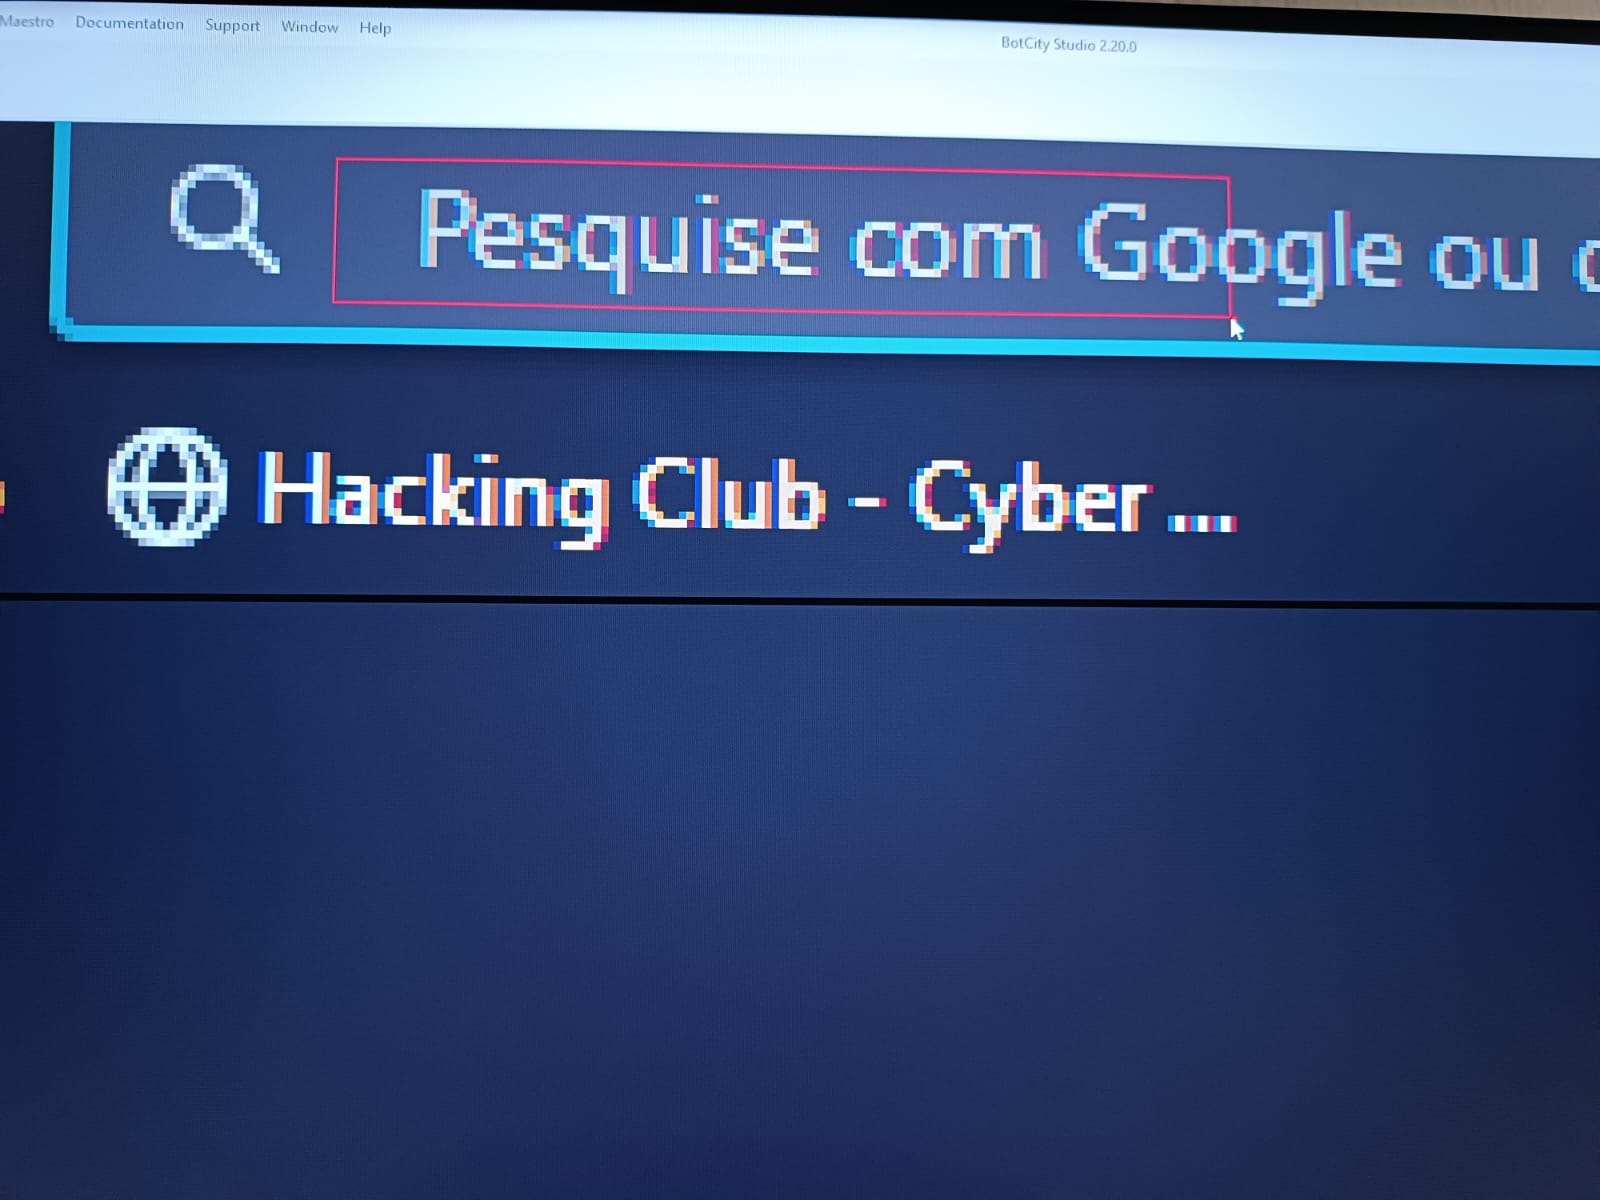 Maestro Documentation Support Window Help
BotCity Studio 2.20.0
Pesquise com Google ou
Hacking Club - Cyber ...